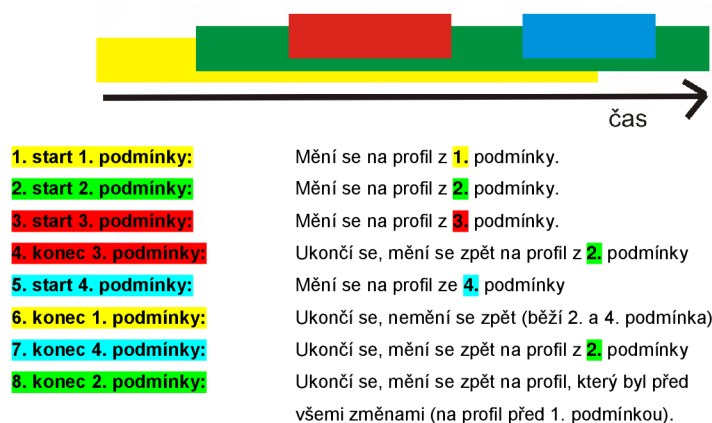 čas
1. start 1. podmínky: Mění se na profil z 1. podmínky.
2. start 2. podmínky: Mění se na profil z 2. podmínky.
3. start 3. podmínky: Mění se na profil z 3. podmínky.
4. konec 3. podmínky: Ukončí se, mění se zpět na profil z 2. podmínky
5. start 4. podmínky: Mění se na profil ze 4. podmínky
6. konec 1. podmínky: Ukončí se, nemění se zpět (běží 2. a 4. podmínka)
7. konec 4. podmínky: Ukončí se, mění se zpět na profil z 2. podmínky
8. konec 2. podmínky: Ukončí se, mění se zpět na profil, který byl před
všemi změnami (na profil před 1. podmínkou).